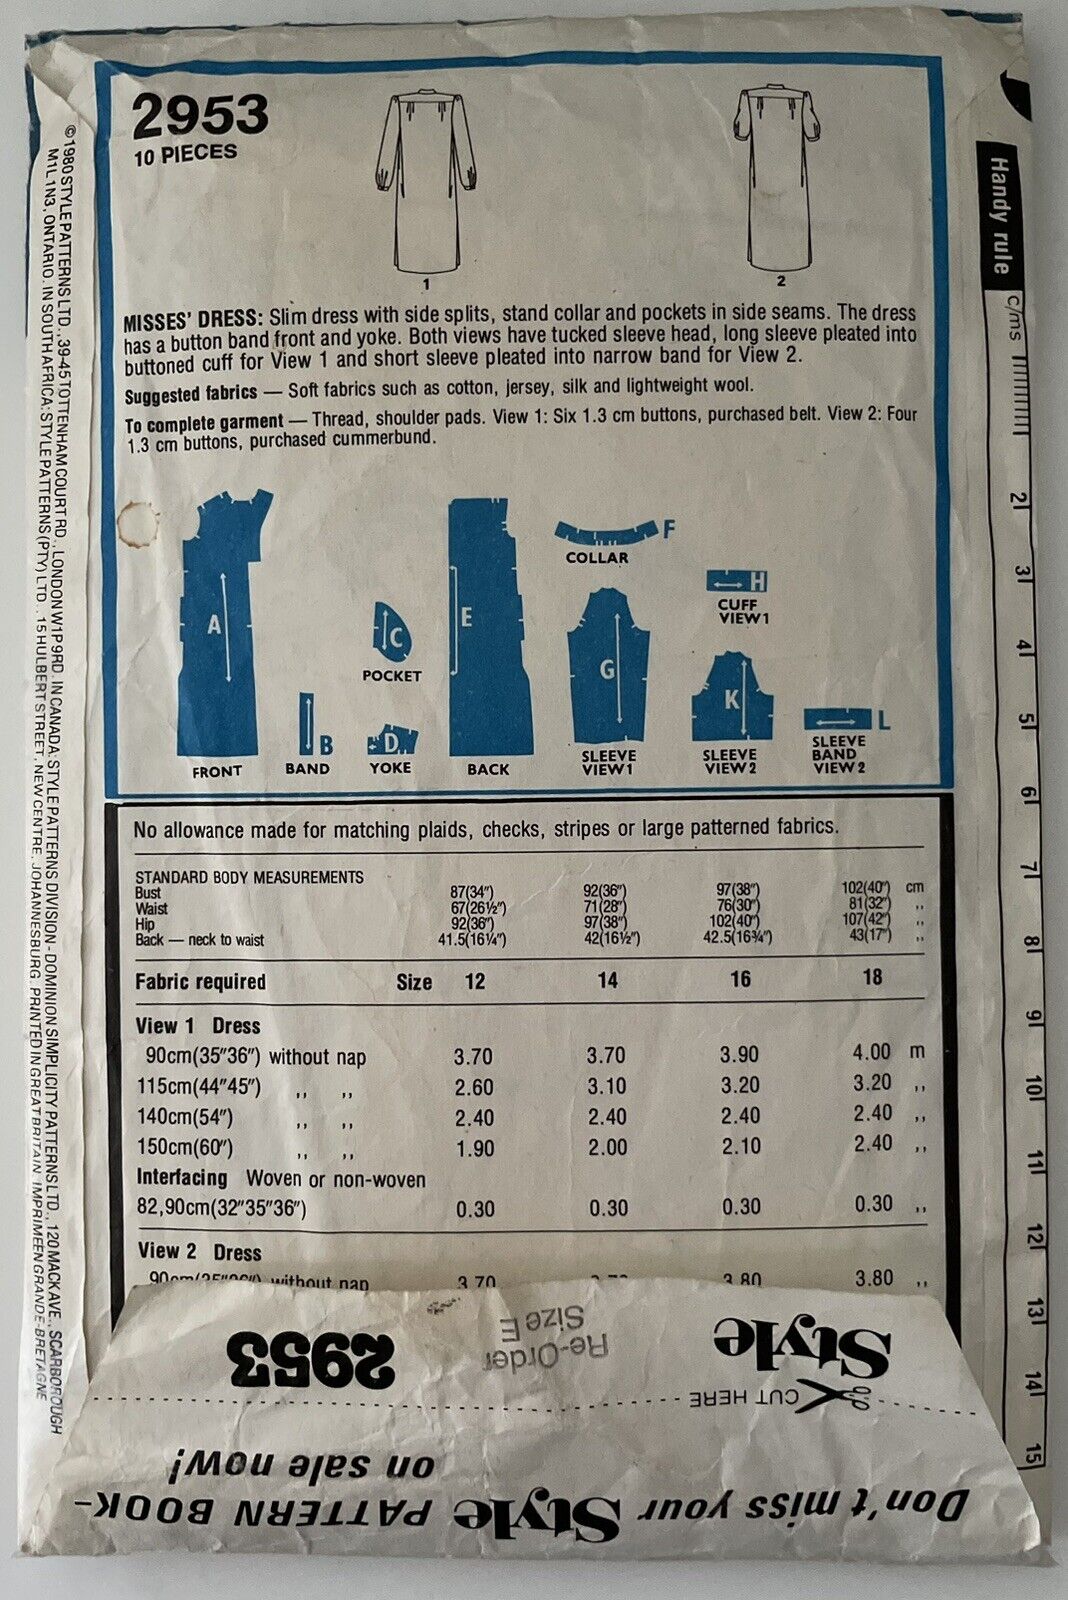 2953
10 PIECES
1
2
MISSES' DRESS: Slim dress with side splits, stand collar and pockets in side seams. The dress
has a button band front and yoke. Both views have tucked sleeve head, long sleeve pleated into
buttoned cuff for View 1 and short sleeve pleated into narrow band for View 2.
Suggested fabrics — Soft fabrics such as cotton, jersey, silk and lightweight wool.
To complete garment — Thread, shoulder pads. View 1: Six 1.3 cm buttons, purchased belt. View 2: Four
1.3 cm buttons, purchased cummerbund.
A
FRONT
B
BAND
C
POCKET
D
YOKE
E
BACK
F
COLLAR
G
SLEEVE
VIEW 1
H
CUFF
VIEW 1
K
SLEEVE
VIEW 2
L
SLEEVE
BAND
VIEW 2
No allowance made for matching plaids, checks, stripes or large patterned fabrics.
STANDARD BODY MEASUREMENTS
Bust 87(34") 92(36") 97(38") 102(40") cm
Waist 67(26½") 71(28") 76(30") 81(32") ,,
Hip 92(36") 97(38") 102(40") 107(42") ,,
Back — neck to waist 41.5(16¼") 42(16½") 42.5(16¾") 43(17") ,,
Fabric required Size 12 14 16 18
View 1 Dress
90cm(35"36") without nap 3.70 3.70 3.90 4.00 m
115cm(44"45") ,, ,, 2.60 3.10 3.20 3.20 ,,
140cm(54") ,, ,, 2.40 2.40 2.40 2.40 ,,
150cm(60") ,, ,, 1.90 2.00 2.10 2.40 ,,
Interfacing Woven or non-woven
82,90cm(32"35"36") 0.30 0.30 0.30 0.30 ,,
View 2 Dress
90cm(35"36") without nap 3.70 3.80 3.80 ,,
Style
Re-Order
Size E
2953
CUT HERE
Don't miss your Style PATTERN BOOK–
on sale now!
©1980 STYLE PATTERNS LTD., 39-45 TOTTENHAM COURT RD., LONDON W1P 9RD. IN CANADA: STYLE PATTERNS DIVISION - DOMINION SIMPLICITY PATTERNS LTD., 120 MACK AVE., SCARBOROUGH
M1L 1N3, ONTARIO. IN SOUTH AFRICA: STYLE PATTERNS (PTY) LTD., 15 HULBERT STREET, NEW CENTRE, JOHANNESBURG. PRINTED IN GREAT BRITAIN. IMPRIMÉ EN GRANDE-BRETAGNE
Handy rule
c/ms
2
3
4
5
6
7
8
9
10
11
12
13
14
15